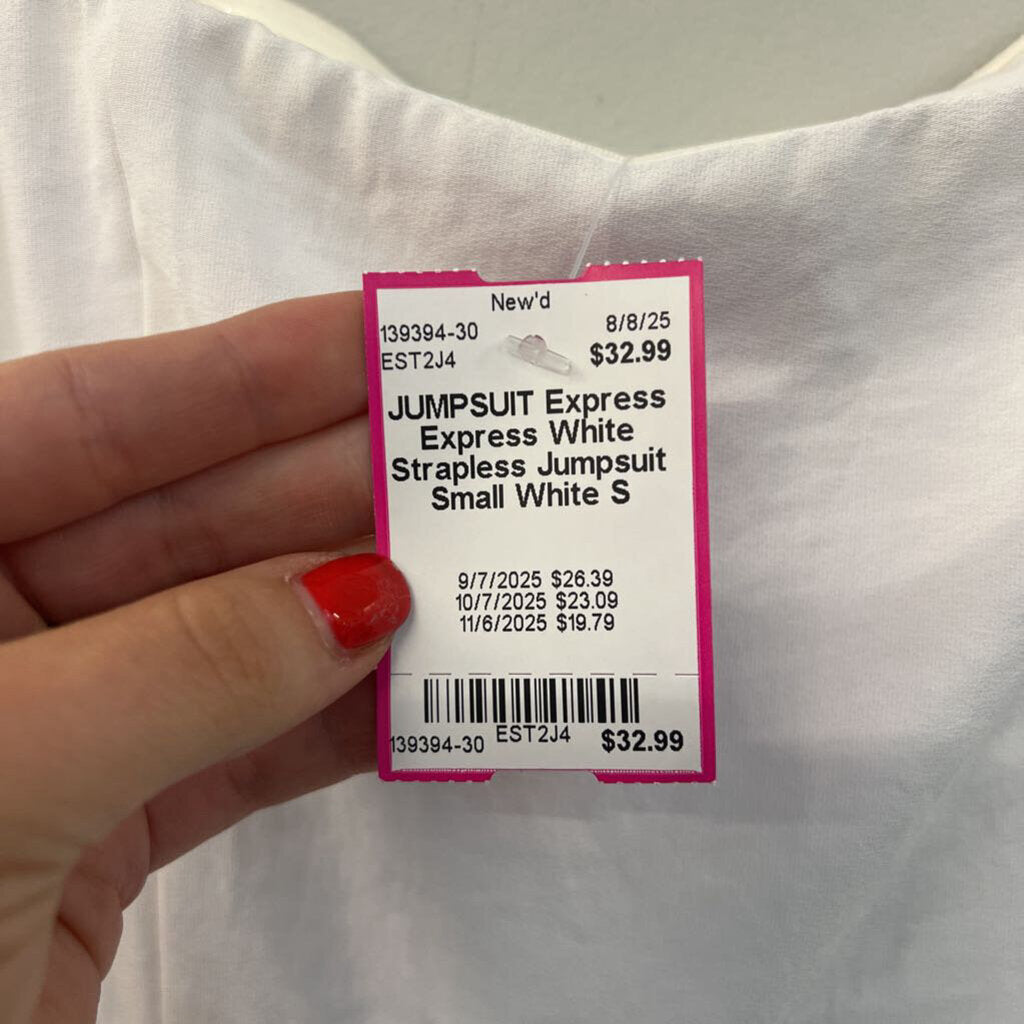 New'd
139394-30 8/8/25
EST2J4 $32.99
JUMPSUIT Express
Express White
Strapless Jumpsuit
Small White S
9/7/2025 $26.39
10/7/2025 $23.09
11/6/2025 $19.79
139394-30 EST2J4 $32.99